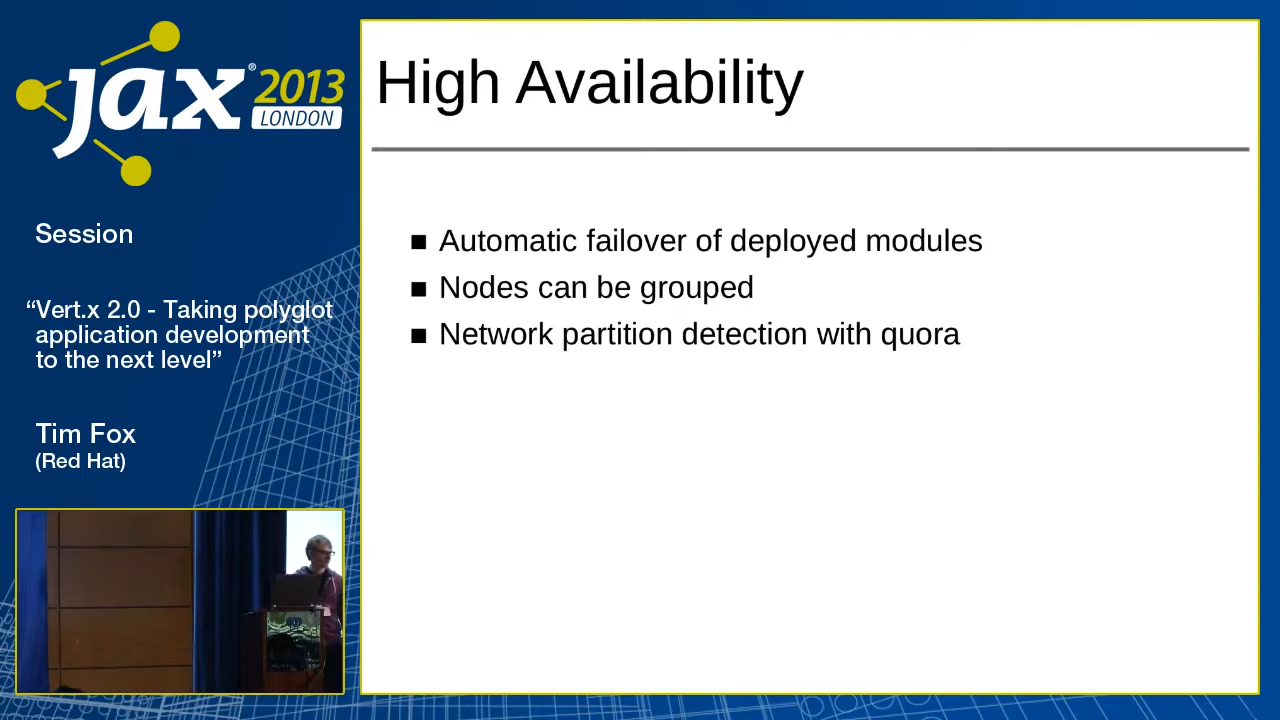 jax® 2013
LONDON
Session
“Vert.x 2.0 - Taking polyglot
application development
to the next level”
Tim Fox
(Red Hat)
High Availability
■ Automatic failover of deployed modules
■ Nodes can be grouped
■ Network partition detection with quora